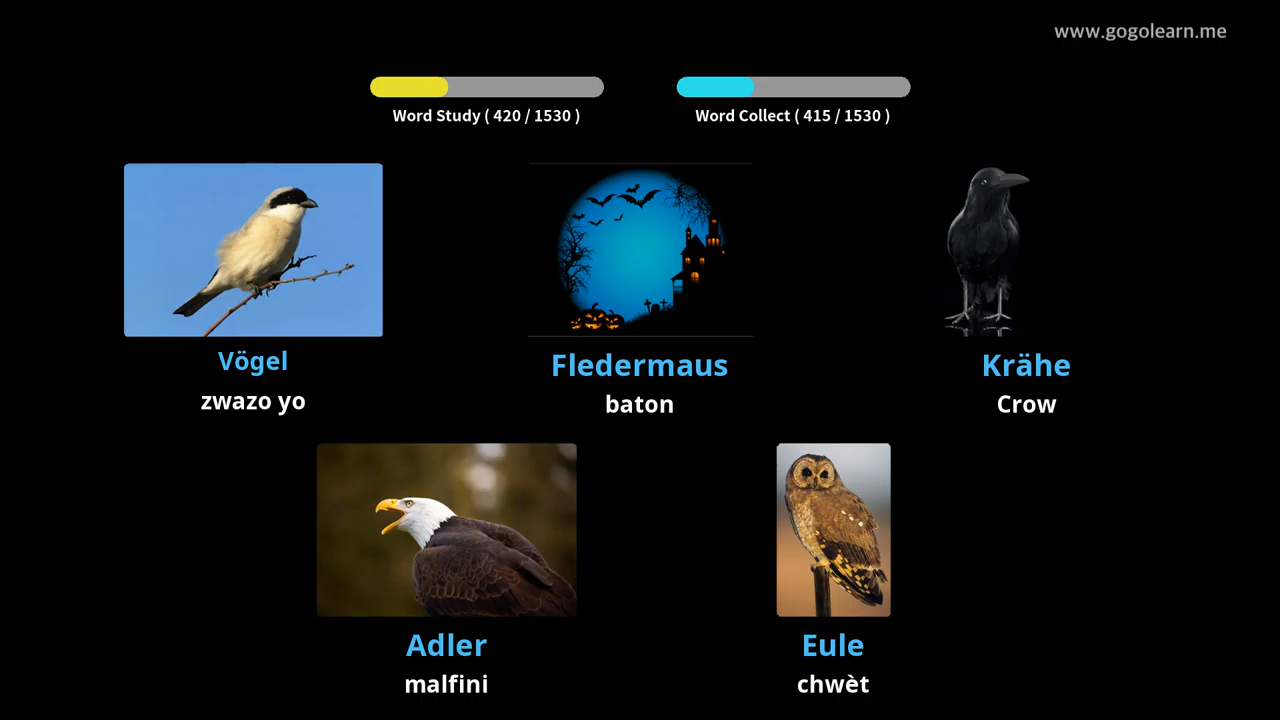 www.gogolearn.me
Word Study ( 420 / 1530 )
Word Collect ( 415 / 1530 )
Vögel
zwazo yo
Fledermaus
baton
Krähe
Crow
Adler
malfini
Eule
chwèt